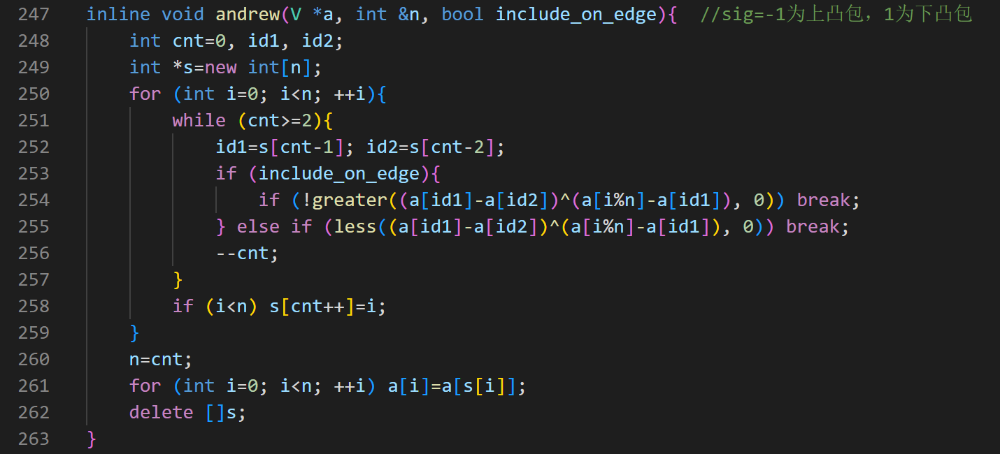 247 inline void andrew(V *a, int &n, bool include_on_edge){ //sig=-1为上凸包，1为下凸包
248     int cnt=0, id1, id2;
249     int *s=new int[n];
250     for (int i=0; i<n; ++i){
251         while (cnt>=2){
252             id1=s[cnt-1]; id2=s[cnt-2];
253             if (include_on_edge){
254                 if (!greater((a[id1]-a[id2])^(a[i%n]-a[id1]), 0)) break;
255             } else if (less((a[id1]-a[id2])^(a[i%n]-a[id1]), 0)) break;
256             --cnt;
257         }
258         if (i<n) s[cnt++]=i;
259     }
260     n=cnt;
261     for (int i=0; i<n; ++i) a[i]=a[s[i]];
262     delete []s;
263 }